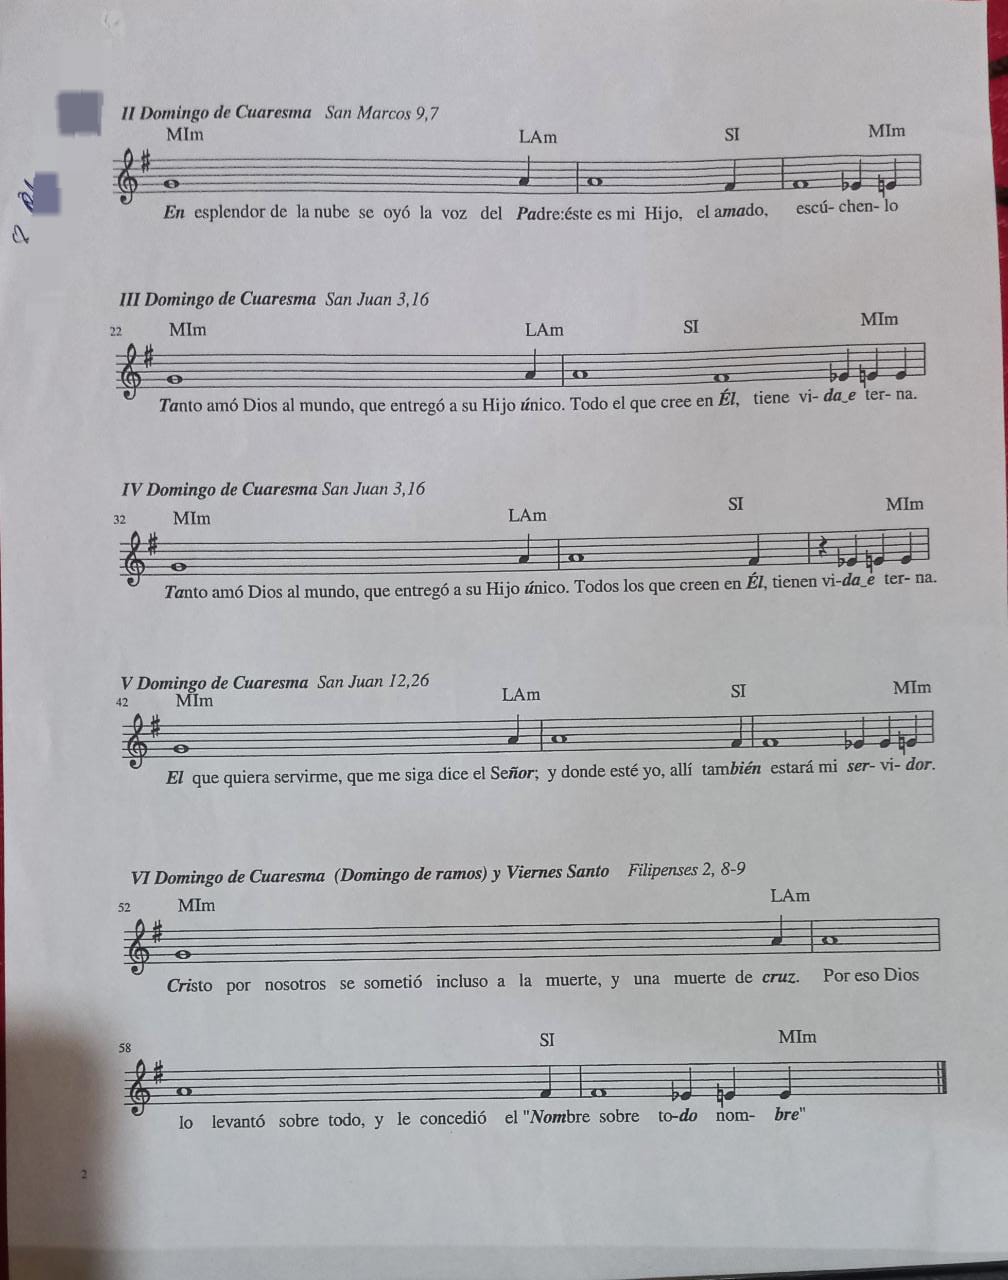 II Domingo de Cuaresma San Marcos 9,7
MIm LAm SI MIm
En esplendor de la nube se oyó la voz del Padre:éste es mi Hijo, el amado, escú- chen- lo
III Domingo de Cuaresma San Juan 3,16
22 MIm LAm SI MIm
Tanto amó Dios al mundo, que entregó a su Hijo único. Todo el que cree en Él, tiene vi- da_e ter- na.
IV Domingo de Cuaresma San Juan 3,16
32 MIm LAm SI MIm
Tanto amó Dios al mundo, que entregó a su Hijo único. Todos los que creen en Él, tienen vi-da_e ter- na.
V Domingo de Cuaresma San Juan 12,26
42 MIm LAm SI MIm
El que quiera servirme, que me siga dice el Señor; y donde esté yo, allí también estará mi ser- vi- dor.
VI Domingo de Cuaresma (Domingo de ramos) y Viernes Santo Filipenses 2, 8-9
52 MIm LAm
Cristo por nosotros se sometió incluso a la muerte, y una muerte de cruz. Por eso Dios
58 SI MIm
lo levantó sobre todo, y le concedió el "Nombre sobre to-do nom- bre"
2